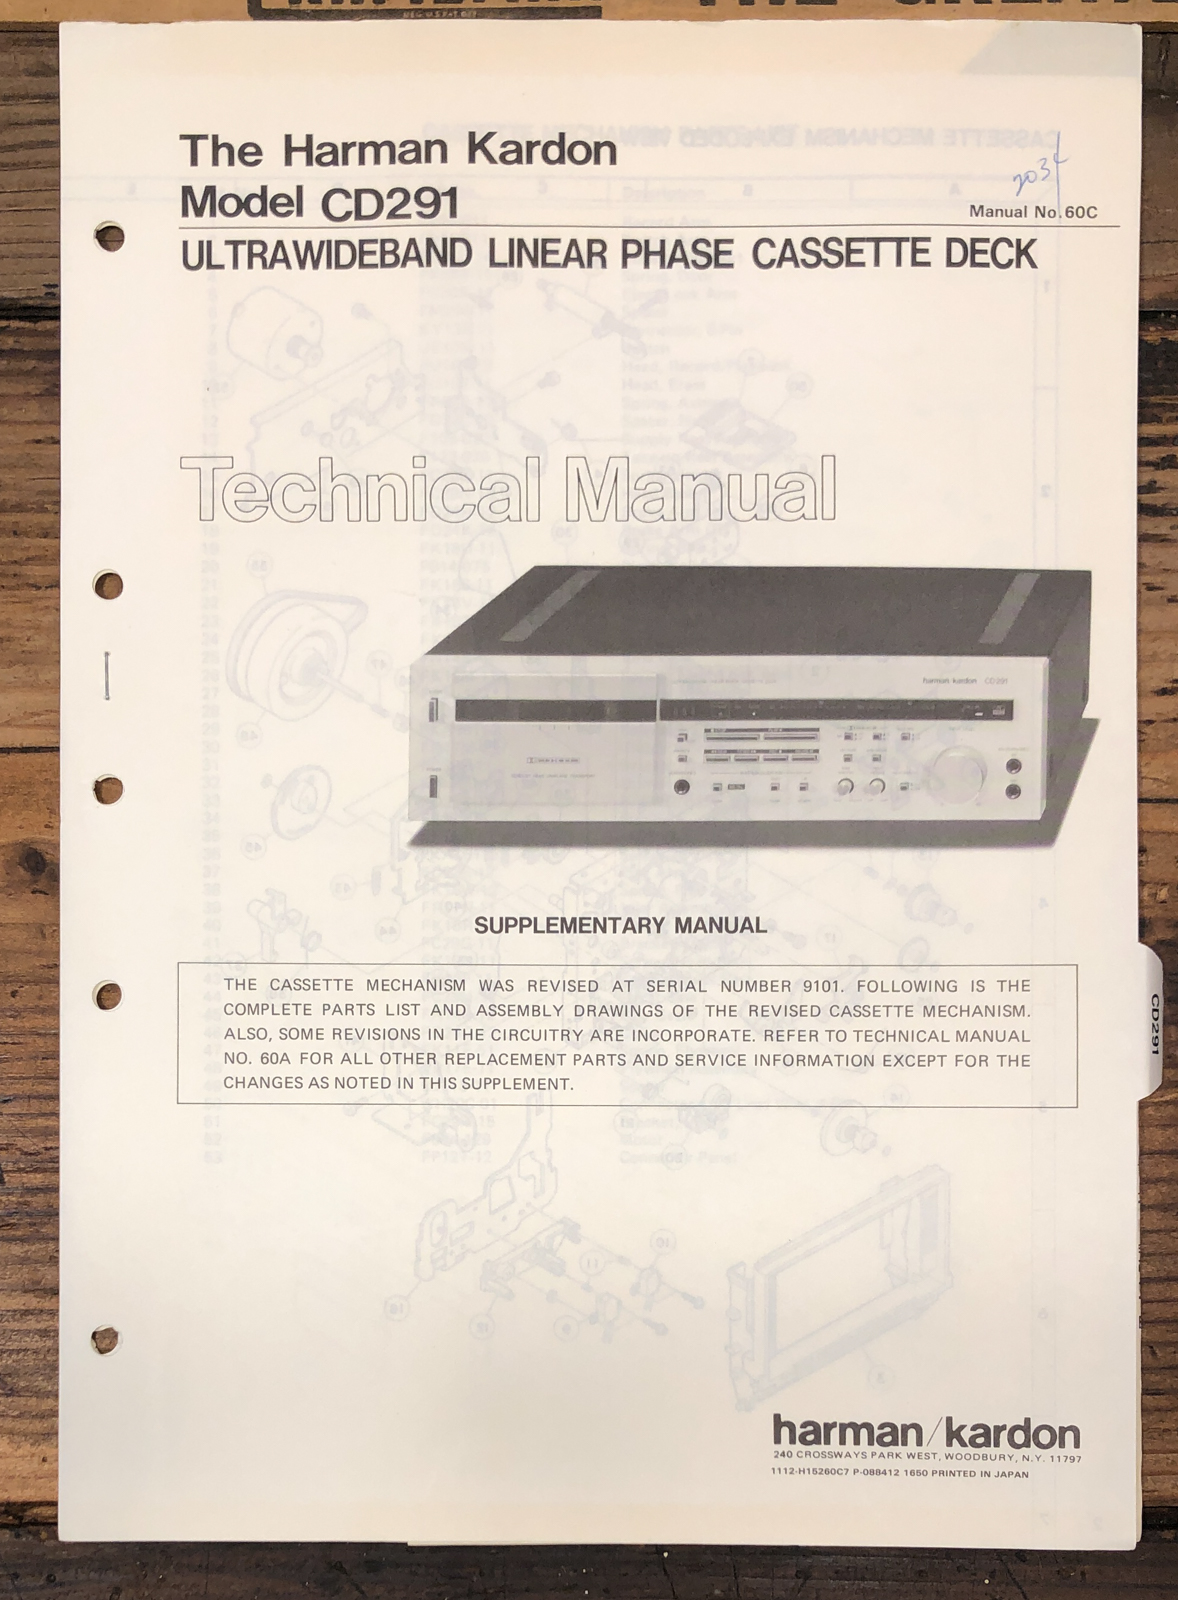 The Harman Kardon
Model CD291
Manual No. 60C
ULTRAWIDEBAND LINEAR PHASE CASSETTE DECK
Technical Manual
harman kardon CD291
SUPPLEMENTARY MANUAL
THE CASSETTE MECHANISM WAS REVISED AT SERIAL NUMBER 9101. FOLLOWING IS THE
COMPLETE PARTS LIST AND ASSEMBLY DRAWINGS OF THE REVISED CASSETTE MECHANISM.
ALSO, SOME REVISIONS IN THE CIRCUITRY ARE INCORPORATE. REFER TO TECHNICAL MANUAL
NO. 60A FOR ALL OTHER REPLACEMENT PARTS AND SERVICE INFORMATION EXCEPT FOR THE
CHANGES AS NOTED IN THIS SUPPLEMENT.
CD291
harman/kardon
240 CROSSWAYS PARK WEST, WOODBURY, N.Y. 11797
1112-H15260C7 P-088412 1650 PRINTED IN JAPAN